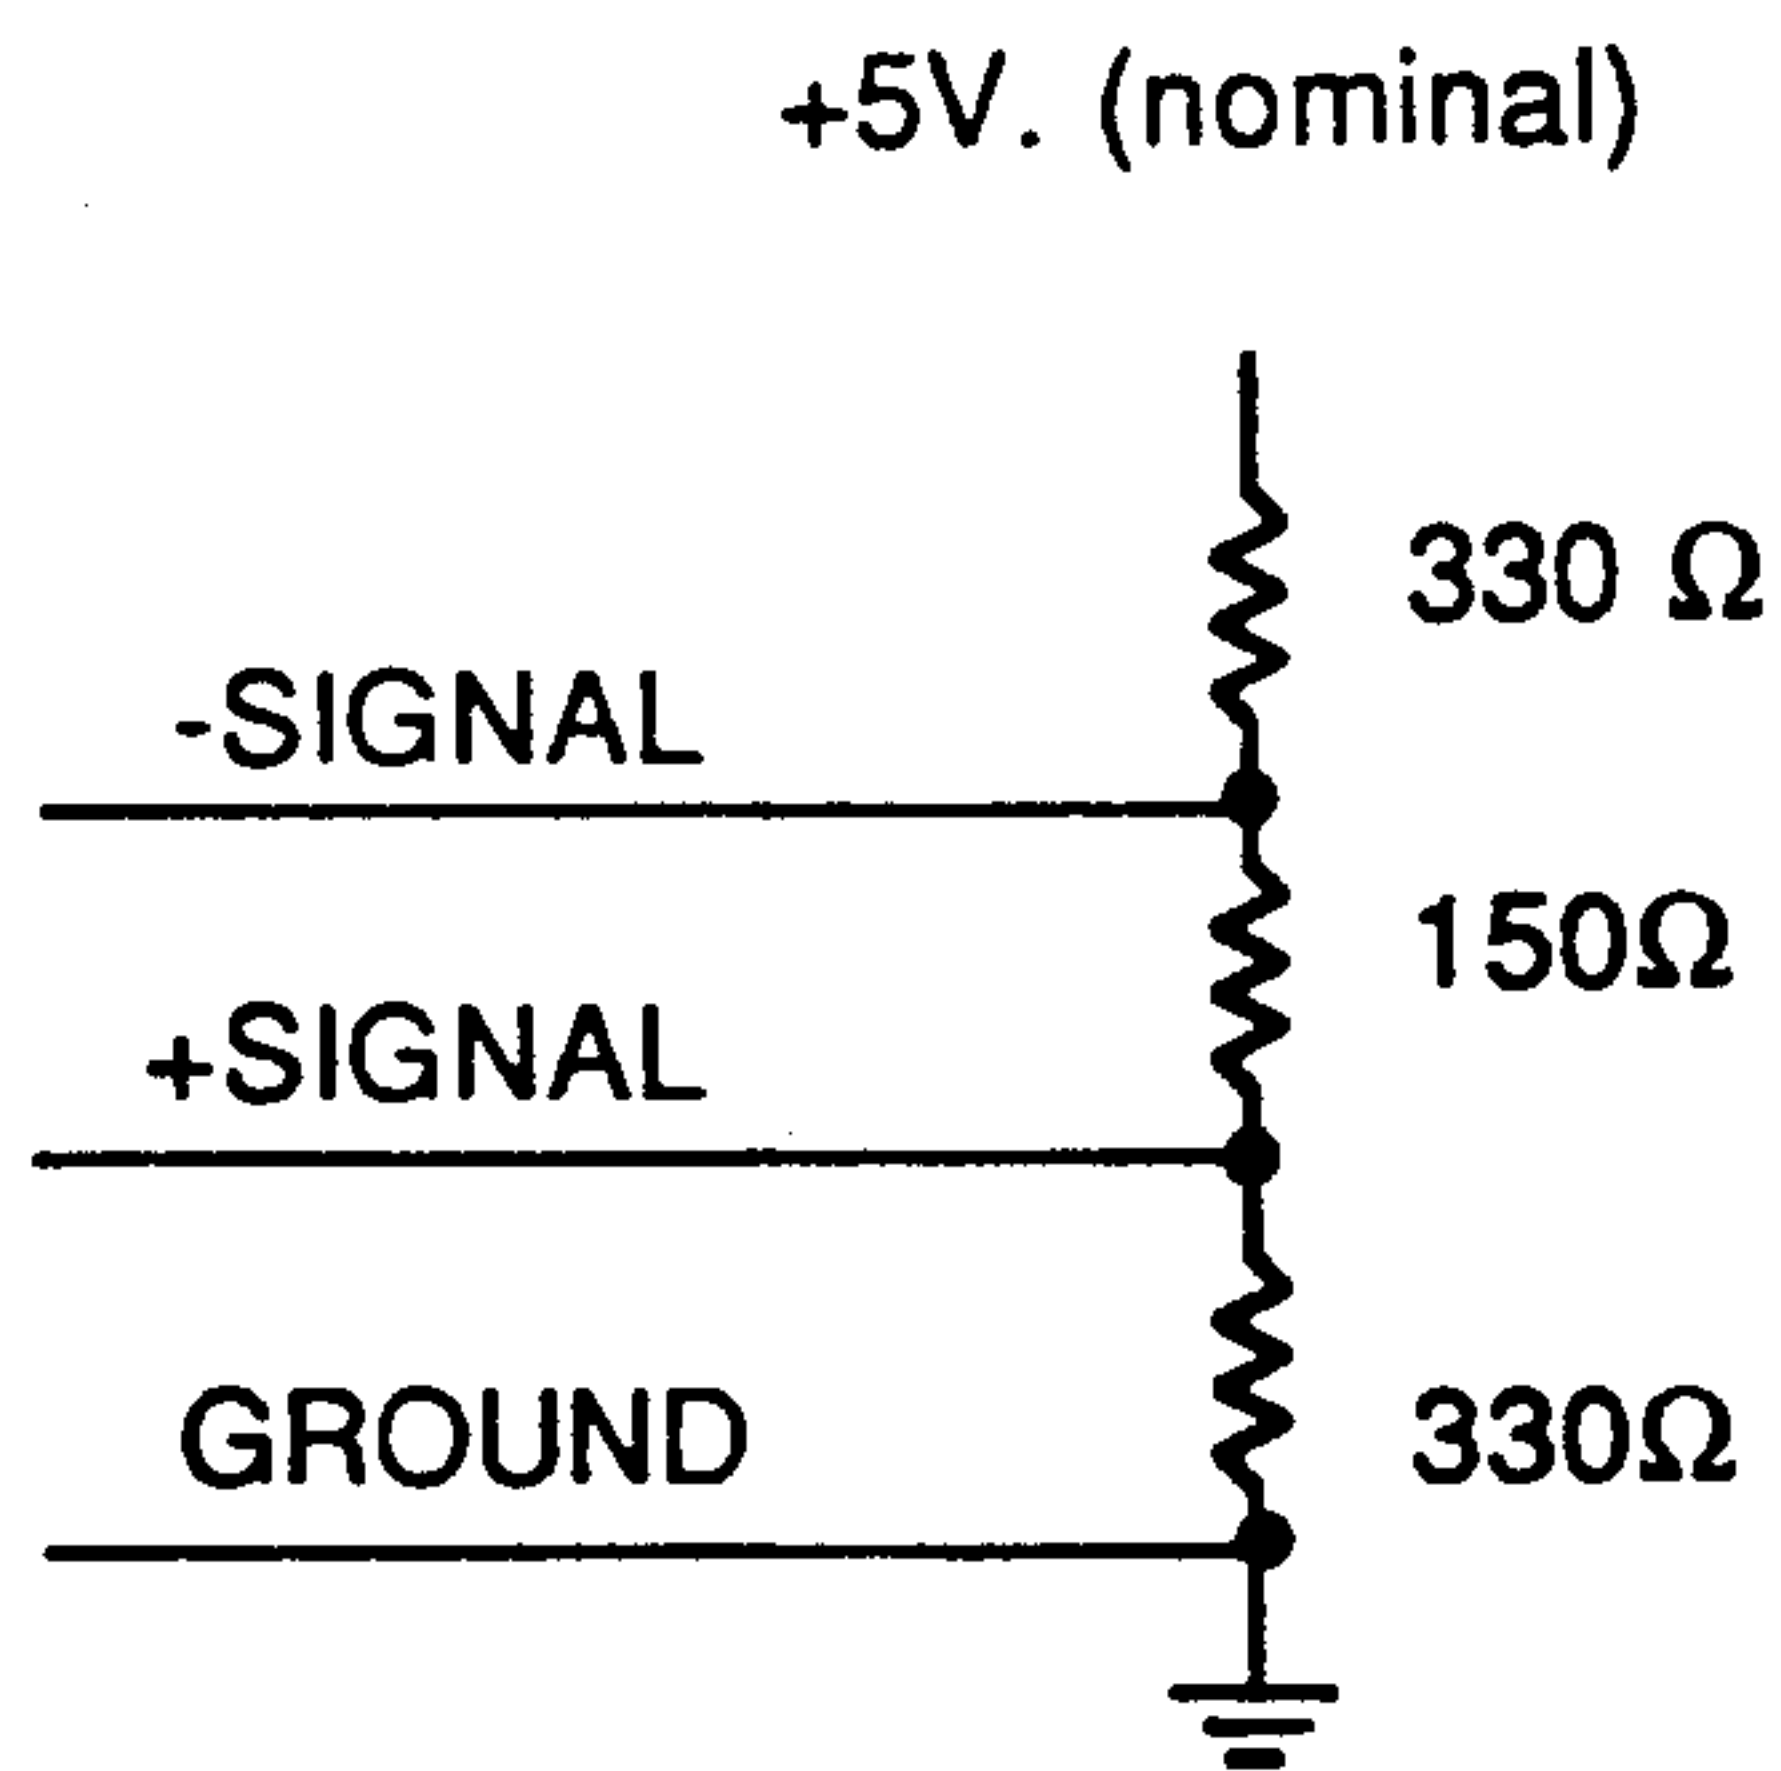 +5V. (nominal)
330 Ω
-SIGNAL
150Ω
+SIGNAL
GROUND
330Ω